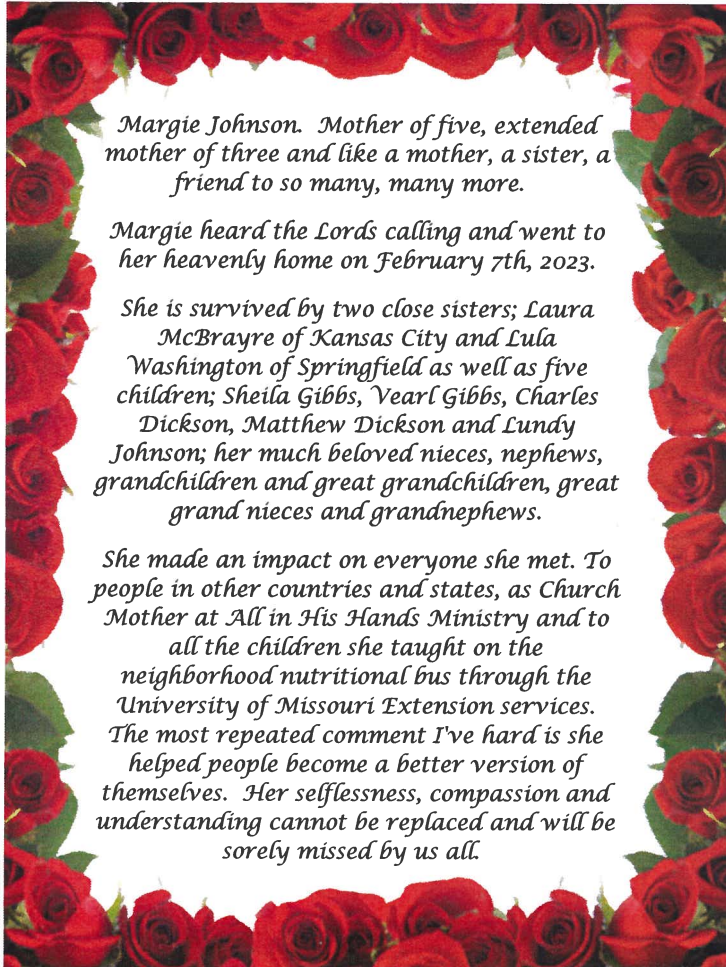 Margie Johnson.  Mother of five, extended
mother of three and like a mother, a sister, a
friend to so many, many more.
Margie heard the Lords calling and went to
her heavenly home on February 7th, 2023.
She is survived by two close sisters; Laura
McBrayre of Kansas City and Lula
Washington of Springfield as well as five
children; Sheila Gibbs, Vearl Gibbs, Charles
Dickson, Matthew Dickson and Lundy
Johnson; her much beloved nieces, nephews,
grandchildren and great grandchildren, great
grand nieces and grandnephews.
She made an impact on everyone she met. To
people in other countries and states, as Church
Mother at All in His Hands Ministry and to
all the children she taught on the
neighborhood nutritional bus through the
University of Missouri Extension services.
The most repeated comment I've hard is she
helped people become a better version of
themselves.  Her selflessness, compassion and
understanding cannot be replaced and will be
sorely missed by us all.